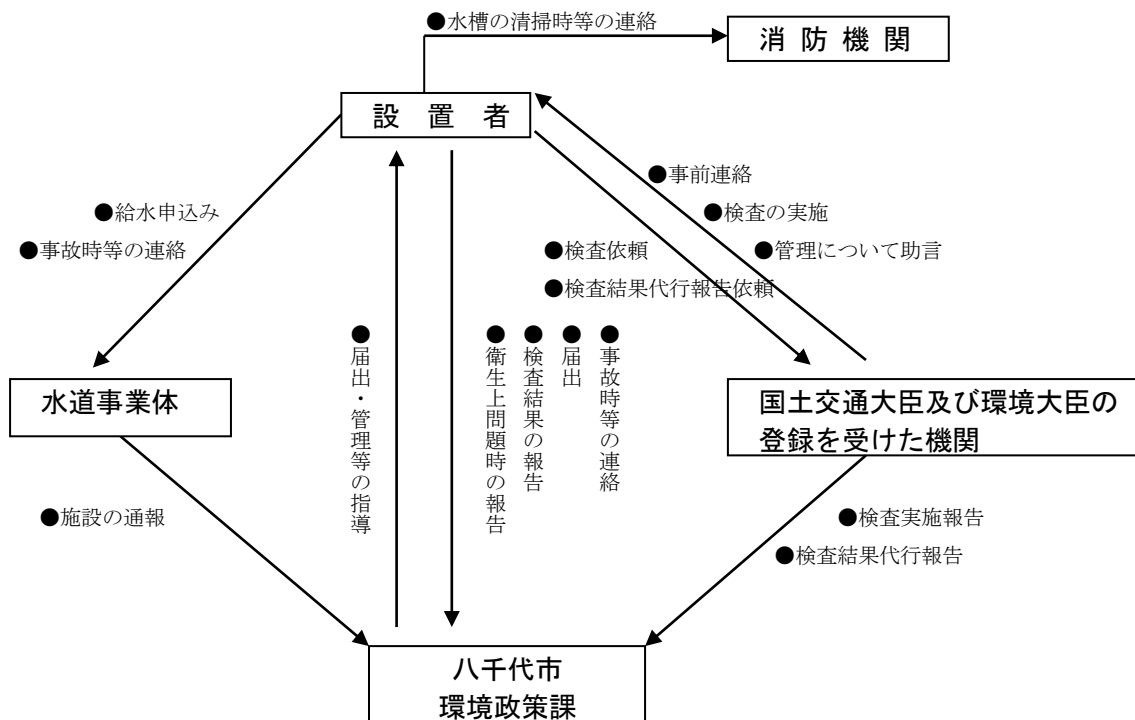 ●水槽の清掃時等の連絡
消防機関
設置者
●事前連絡
●検査の実施
●管理について助言
●給水申込み
●事故時等の連絡
●検査依頼
●検査結果代行報告依頼
●事故時等の連絡
●届出
●検査結果の報告
●衛生上問題時の報告
●届出・管理等の指導
水道事業体
国土交通大臣及び環境大臣の
登録を受けた機関
●施設の通報
●検査実施報告
●検査結果代行報告
八千代市
環境政策課